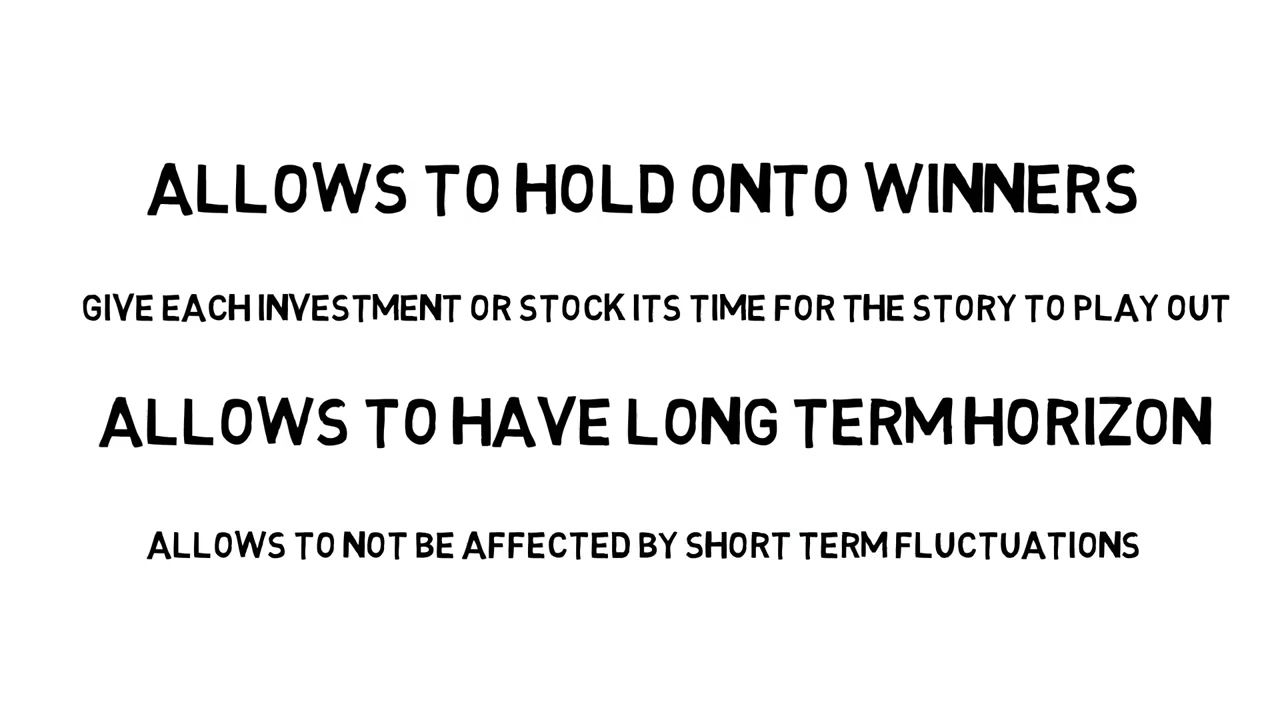 ALLOWS TO HOLD ONTO WINNERS
GIVE EACH INVESTMENT OR STOCK ITS TIME FOR THE STORY TO PLAY OUT
ALLOWS TO HAVE LONG TERM HORIZON
ALLOWS TO NOT BE AFFECTED BY SHORT TERM FLUCTUATIONS